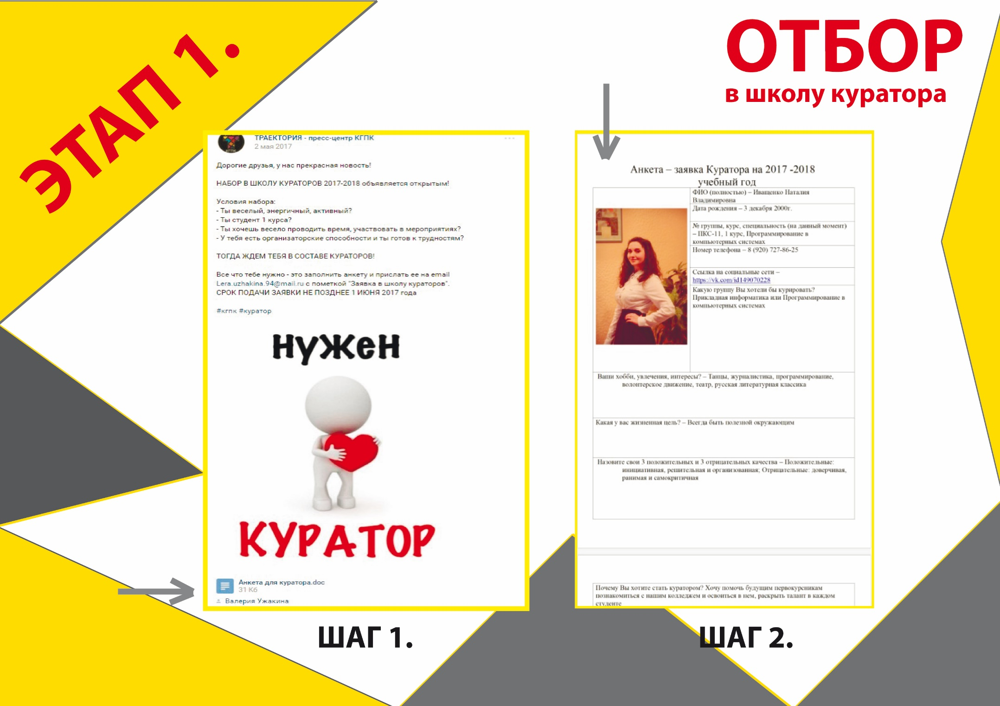 ЭТАП 1.
ОТБОР
в школу куратора
ТРАЕКТОРИЯ - пресс-центр КГПК
2 мая 2017
Дорогие друзья, у нас прекрасная новость!
НАБОР В ШКОЛУ КУРАТОРОВ 2017-2018 объявляется открытым!
Условия набора:
- Ты веселый, энергичный, активный?
- Ты студент 1 курса?
- Ты хочешь весело проводить время, участвовать в мероприятиях?
- У тебя есть организаторские способности и ты готов к трудностям?
ТОГДА ЖДЕМ ТЕБЯ В СОСТАВЕ КУРАТОРОВ!
Все что тебе нужно - это заполнить анкету и прислать ее на email
Lera.uzhakina.94@mail.ru с пометкой "Заявка в школу кураторов".
СРОК ПОДАЧИ ЗАЯВКИ НЕ ПОЗДНЕЕ 1 ИЮНЯ 2017 года
#кгпк #куратор
нужен
КУРАТОР
Анкета для куратора.doc
31 Кб
Валерия Ужакина
ШАГ 1.
Анкета – заявка Куратора на 2017 -2018
учебный год
ФИО (полностью) – Иващенко Наталия
Владимировна
Дата рождения – 3 декабря 2000г.
№ группы, курс, специальность (на данный момент)
– ПКС-11, 1 курс, Программирование в
компьютерных системах
Номер телефона – 8 (920) 727-86-25
Ссылка на социальные сети –
https://vk.com/id149070228
Какую группу Вы хотели бы курировать?
Прикладная информатика или Программирование в
компьютерных системах
Ваши хобби, увлечения, интересы? – Танцы, журналистика, программирование,
волонтерское движение, театр, русская литературная классика
Какая у вас жизненная цель? – Всегда быть полезной окружающим
Назовите свои 3 положительных и 3 отрицательных качества – Положительные:
инициативная, решительная и организованная; Отрицательные: доверчивая,
ранимая и самокритичная
Почему Вы хотите стать куратором? Хочу помочь будущим первокурсникам
познакомиться с нашим колледжем и освоиться в нем, раскрыть талант в каждом
студенте
ШАГ 2.